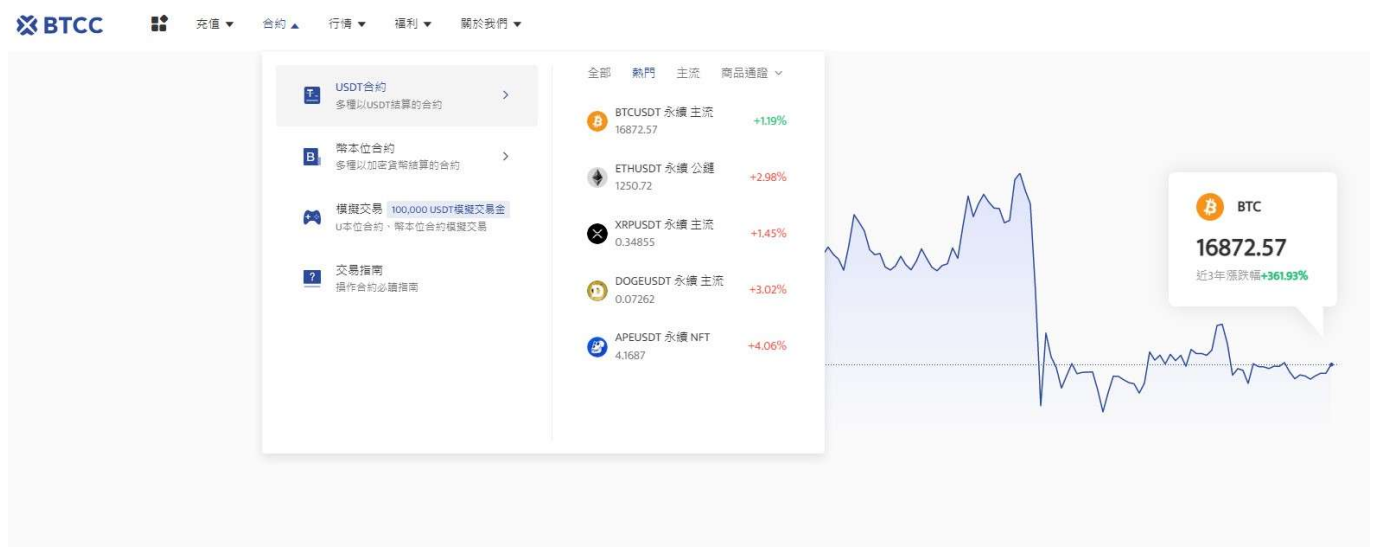 BTCC
充值 ▼
合約 ▲
行情 ▼
福利 ▼
關於我們 ▼
USDT合約
多種以USDT結算的合約
幣本位合約
多種以加密貨幣結算的合約
模擬交易 100,000 USDT模擬交易金
U本位合約、幣本位合約模擬交易
交易指南
操作合約必讀指南
全部 熱門 主流 商品通證
BTCUSDT 永續 主流
16872.57
+1.19%
ETHUSDT 永續 公鏈
1250.72
+2.98%
XRPUSDT 永續 主流
0.34855
+1.45%
DOGEUSDT 永續 主流
0.07262
+3.02%
APEUSDT 永續 NFT
4.1687
+4.06%
BTC
16872.57
近3年漲跌幅+361.93%